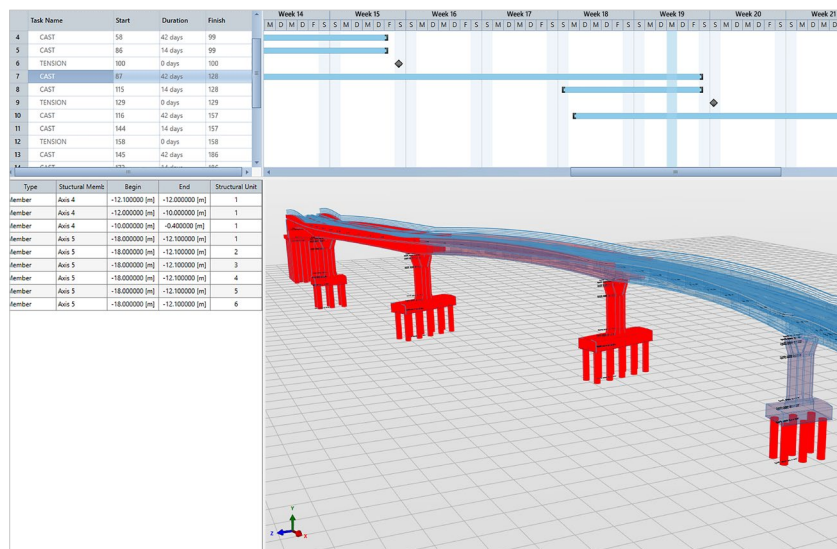 Task Name Start Duration Finish
4 CAST 58 42 days 99
5 CAST 86 14 days 99
6 TENSION 100 0 days 100
7 CAST 87 42 days 128
8 CAST 115 14 days 128
9 TENSION 129 0 days 129
10 CAST 116 42 days 157
11 CAST 144 14 days 157
12 TENSION 158 0 days 158
13 CAST 145 42 days 186
Week 14 Week 15 Week 16 Week 17 Week 18 Week 19 Week 20 Week 21
M D M D F S S M D M D F S S M D M D F S S M D M D F S S M D M D F S S M D M D F S S M D M D F S S M D M D
Type Stuctural Memb Begin End Structural Unit
Member Axis 4 -12.100000 [m] -12.000000 [m] 1
Member Axis 4 -12.000000 [m] -10.000000 [m] 1
Member Axis 4 -10.000000 [m] -0.400000 [m] 1
Member Axis 5 -18.000000 [m] -12.100000 [m] 1
Member Axis 5 -18.000000 [m] -12.100000 [m] 2
Member Axis 5 -18.000000 [m] -12.100000 [m] 3
Member Axis 5 -18.000000 [m] -12.100000 [m] 4
Member Axis 5 -18.000000 [m] -12.100000 [m] 5
Member Axis 5 -18.000000 [m] -12.100000 [m] 6
Y
Z
X